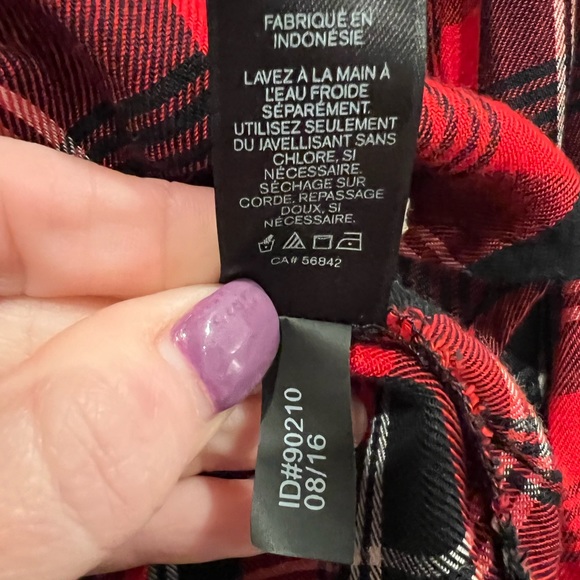 FABRIQUÉ EN
INDONÉSIE
LAVEZ À LA MAIN À
L'EAU FROIDE
SÉPARÉMENT.
UTILISEZ SEULEMENT
DU JAVELLISANT SANS
CHLORE, SI
NÉCESSAIRE.
SÉCHAGE SUR
CORDE. REPASSAGE
DOUX, SI
NÉCESSAIRE.
CA# 56842
ID#90210
08/16